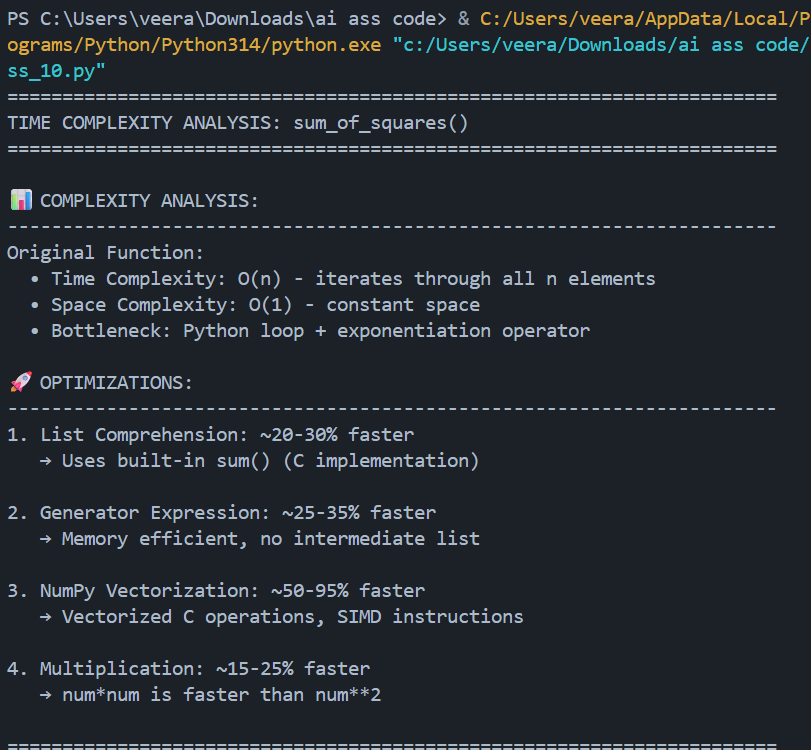 PS C:\Users\veera\Downloads\ai ass code> & C:/Users/veera/AppData/Local/P
ograms/Python/Python314/python.exe "c:/Users/veera/Downloads/ai ass code/
ss_10.py"
======================================================================
TIME COMPLEXITY ANALYSIS: sum_of_squares()
======================================================================
📊 COMPLEXITY ANALYSIS:
----------------------------------------------------------------------
Original Function:
• Time Complexity: O(n) - iterates through all n elements
• Space Complexity: O(1) - constant space
• Bottleneck: Python loop + exponentiation operator
🚀 OPTIMIZATIONS:
----------------------------------------------------------------------
1. List Comprehension: ~20-30% faster
→ Uses built-in sum() (C implementation)
2. Generator Expression: ~25-35% faster
→ Memory efficient, no intermediate list
3. NumPy Vectorization: ~50-95% faster
→ Vectorized C operations, SIMD instructions
4. Multiplication: ~15-25% faster
→ num*num is faster than num**2
======================================================================